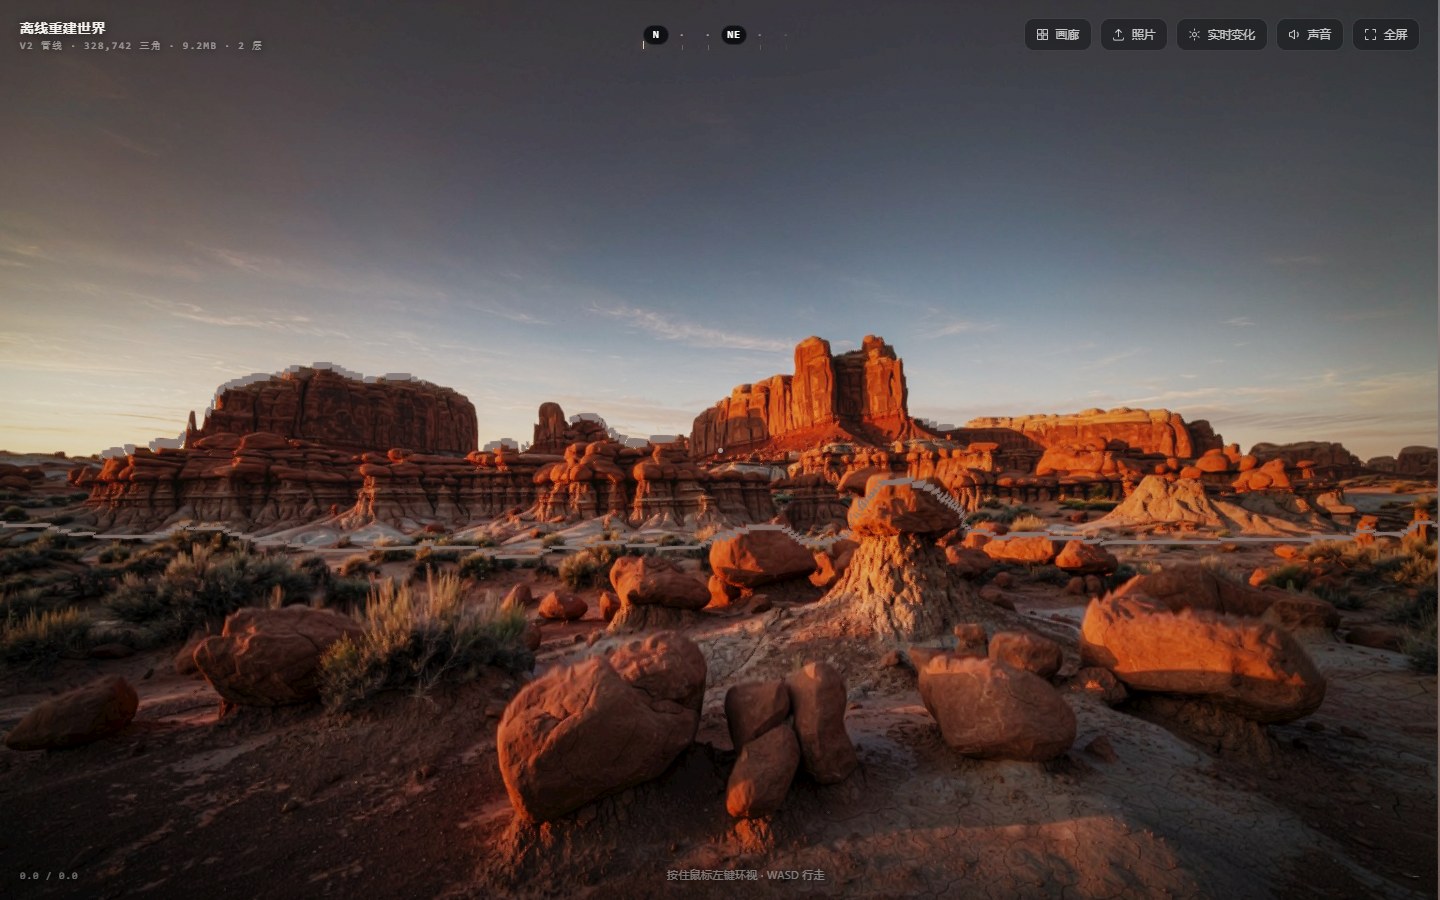 离线重建世界
V2 管线 · 328,742 三角 · 9.2MB · 2 层
N
NE
画廊
照片
实时变化
声音
全屏
0.0 / 0.0
按住鼠标左键环视 · WASD 行走